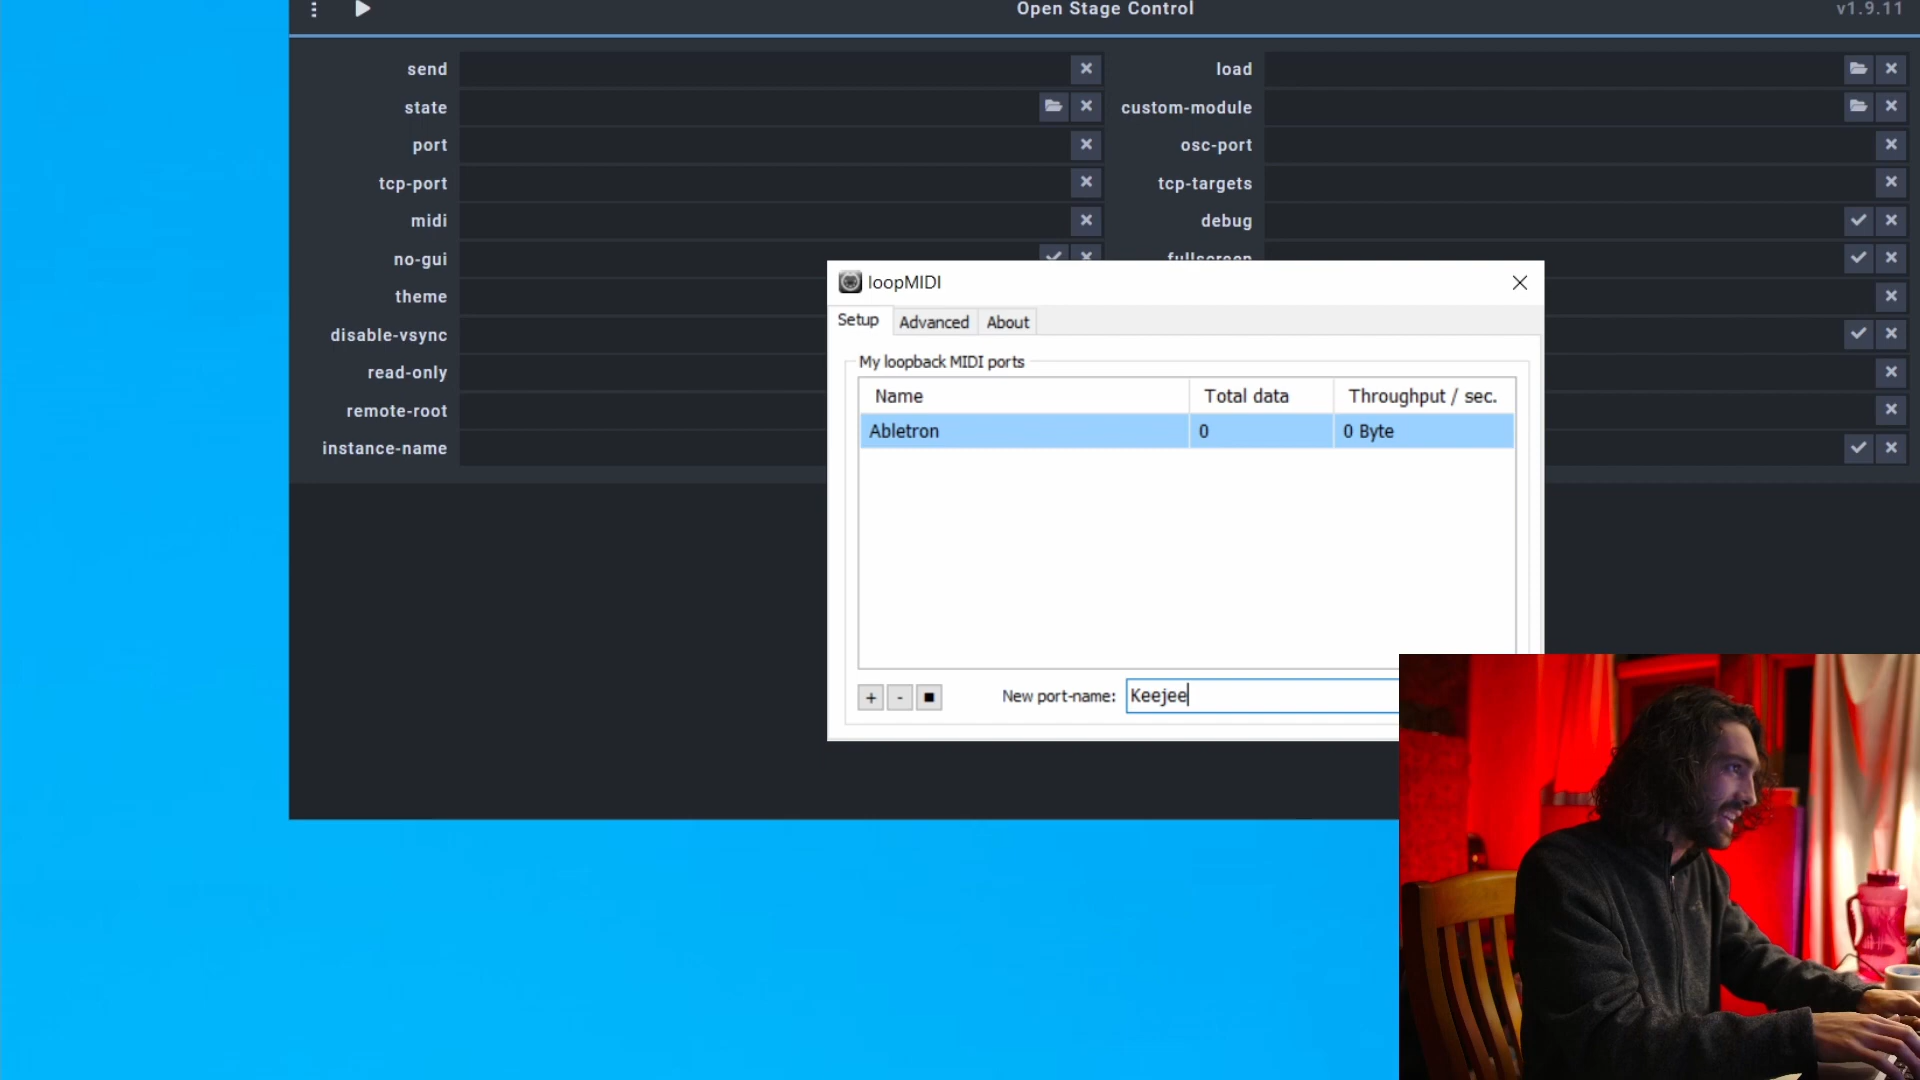 Open Stage Control
v1.9.11
send
load
state
custom-module
port
osc-port
tcp-port
tcp-targets
midi
debug
no-gui
fullscreen
theme
disable-vsync
read-only
remote-root
instance-name
loopMIDI
Setup
Advanced
About
My loopback MIDI ports
Name
Total data
Throughput / sec.
Abletron
0
0 Byte
+
-
New port-name:
Keejee